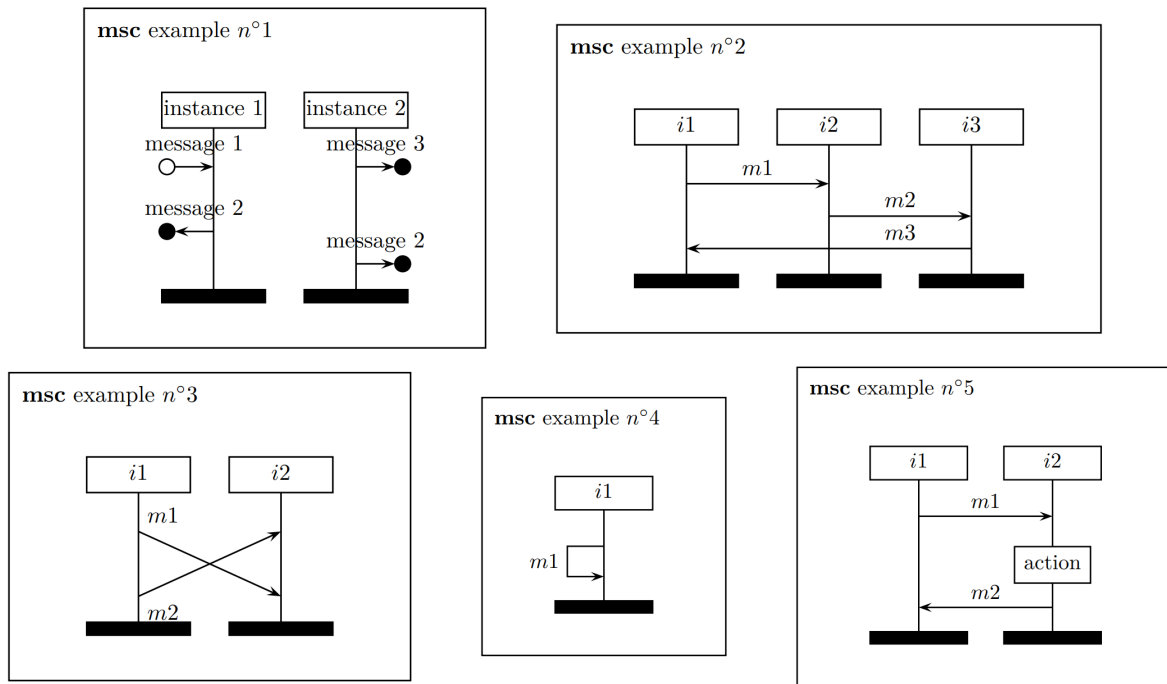 msc example n°1
instance 1
instance 2
message 1
message 3
message 2
message 2
msc example n°2
i1
i2
i3
m1
m2
m3
msc example n°3
i1
i2
m1
m2
msc example n°4
i1
m1
msc example n°5
i1
i2
m1
action
m2